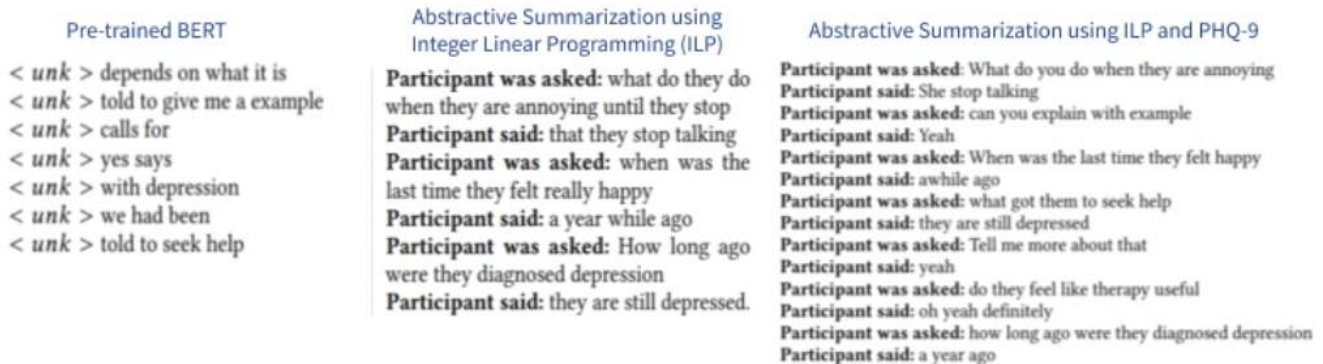 Pre-trained BERT
< unk > depends on what it is
< unk > told to give me a example
< unk > calls for
< unk > yes says
< unk > with depression
< unk > we had been
< unk > told to seek help
Abstractive Summarization using
Integer Linear Programming (ILP)
Participant was asked: what do they do
when they are annoying until they stop
Participant said: that they stop talking
Participant was asked: when was the
last time they felt really happy
Participant said: a year while ago
Participant was asked: How long ago
were they diagnosed depression
Participant said: they are still depressed.
Abstractive Summarization using ILP and PHQ-9
Participant was asked: What do you do when they are annoying
Participant said: She stop talking
Participant was asked: can you explain with example
Participant said: Yeah
Participant was asked: When was the last time they felt happy
Participant said: awhile ago
Participant was asked: what got them to seek help
Participant said: they are still depressed
Participant was asked: Tell me more about that
Participant said: yeah
Participant was asked: do they feel like therapy useful
Participant said: oh yeah definitely
Participant was asked: how long ago were they diagnosed depression
Participant said: a year ago